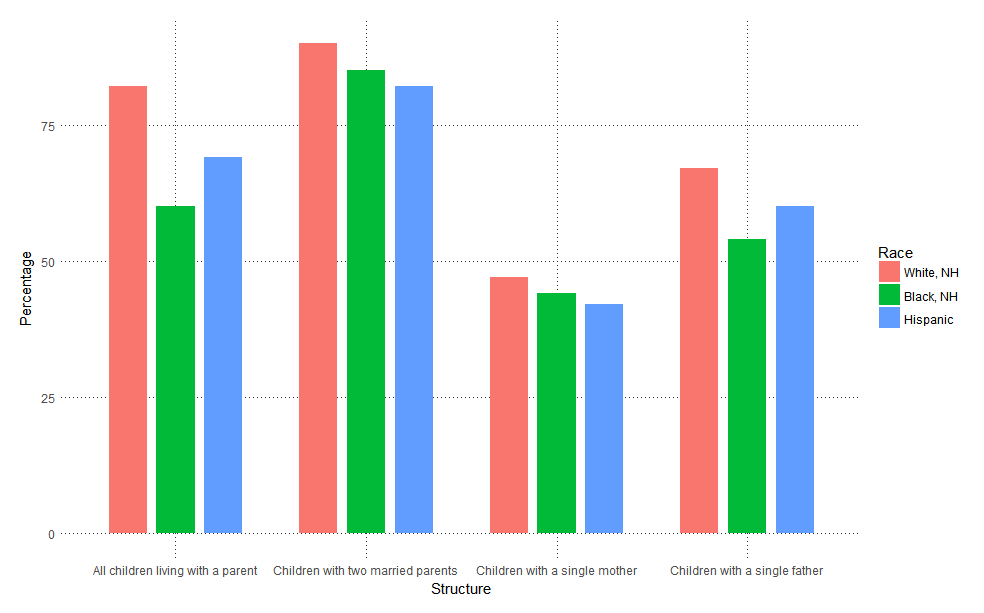 75
50
25
0
Percentage
All children living with a parent
Children with two married parents
Children with a single mother
Children with a single father
Structure
Race
White, NH
Black, NH
Hispanic